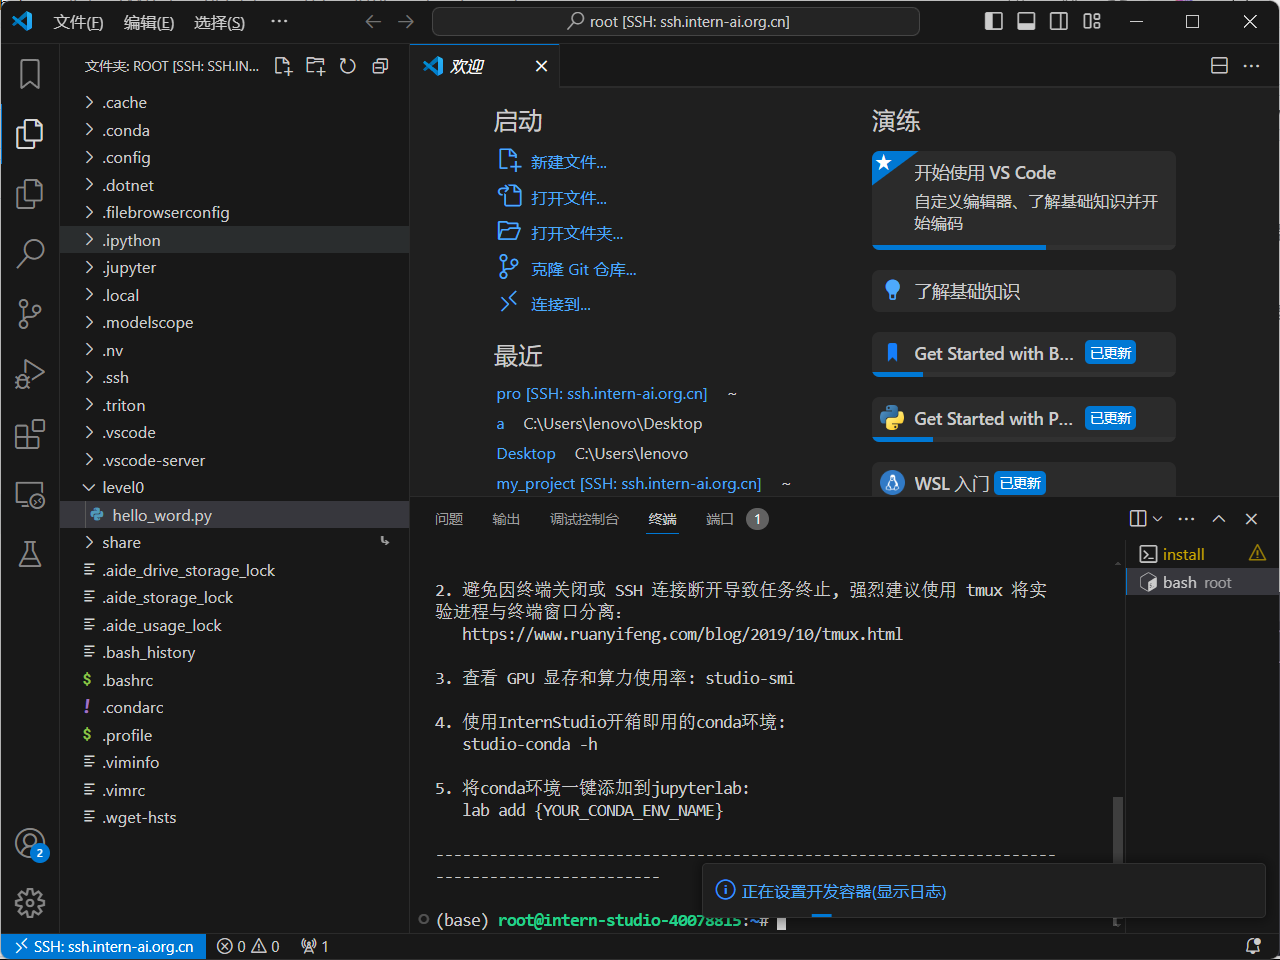 文件(F) 编辑(E) 选择(S) ··· root [SSH: ssh.intern-ai.org.cn]
文件夹: ROOT [SSH: SSH.IN...
.cache
.conda
.config
.dotnet
.filebrowserconfig
.ipython
.jupyter
.local
.modelscope
.nv
.ssh
.triton
.vscode
.vscode-server
level0
hello_word.py
share
.aide_drive_storage_lock
.aide_storage_lock
.aide_usage_lock
.bash_history
$ .bashrc
! .condarc
$ .profile
.viminfo
.vimrc
.wget-hsts
2
欢迎
启动
新建文件...
打开文件...
打开文件夹...
克隆 Git 仓库...
连接到...
最近
pro [SSH: ssh.intern-ai.org.cn] ~
a C:\Users\lenovo\Desktop
Desktop C:\Users\lenovo
my_project [SSH: ssh.intern-ai.org.cn] ~
演练
开始使用 VS Code
自定义编辑器、了解基础知识并开
始编码
了解基础知识
Get Started with B... 已更新
Get Started with P... 已更新
WSL 入门 已更新
问题 输出 调试控制台 终端 端口 1
install
bash root
2. 避免因终端关闭或 SSH 连接断开导致任务终止, 强烈建议使用 tmux 将实
验进程与终端窗口分离:
https://www.ruanyifeng.com/blog/2019/10/tmux.html
3. 查看 GPU 显存和算力使用率: studio-smi
4. 使用InternStudio开箱即用的conda环境:
studio-conda -h
5. 将conda环境一键添加到jupyterlab:
lab add {YOUR_CONDA_ENV_NAME}
---------------------------------------------------------------------
-------------------------
(base) root@intern-studio-40078815:~#
正在设置开发容器(显示日志)
SSH: ssh.intern-ai.org.cn 0 0 1